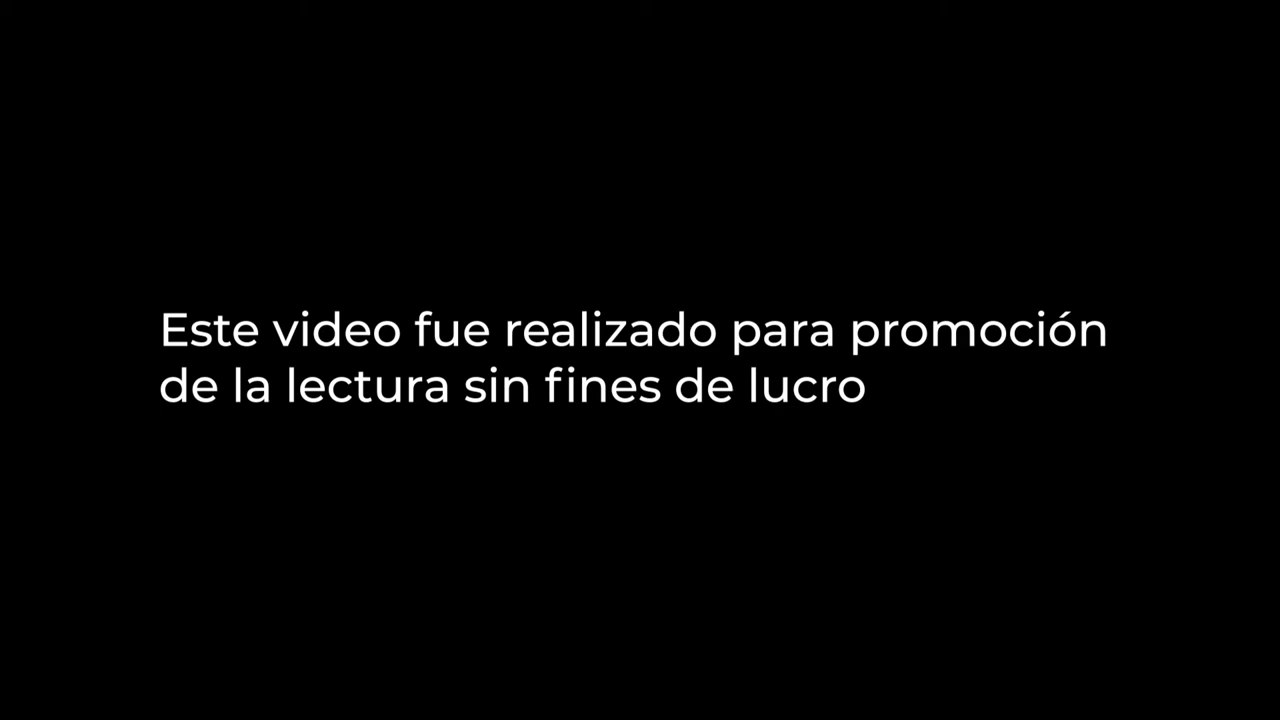 Este video fue realizado para promoción
de la lectura sin fines de lucro